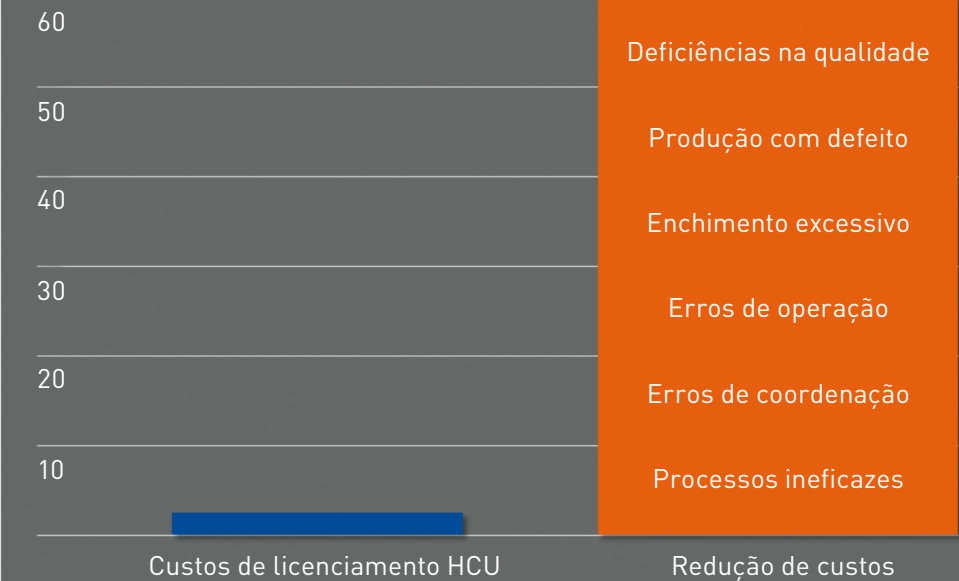 60
Deficiências na qualidade
50
Produção com defeito
40
Enchimento excessivo
30
Erros de operação
20
Erros de coordenação
10
Processos ineficazes
Custos de licenciamento HCU
Redução de custos